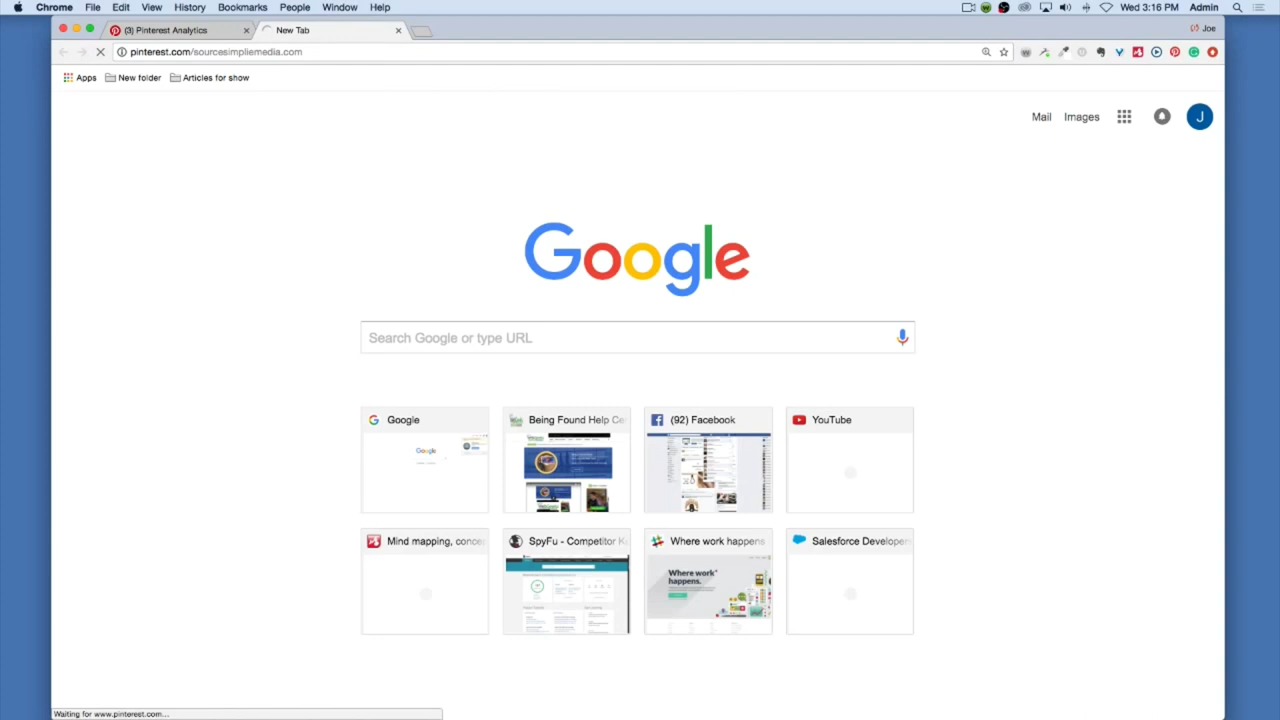 Chrome File Edit View History Bookmarks People Window Help Wed 3:16 PM Admin
(3) Pinterest Analytics New Tab Joe
pinterest.com/sourcesimpliemedia.com
Apps New folder Articles for show
Mail Images J
Google
Search Google or type URL
Google Being Found Help Ce (92) Facebook YouTube
Mind mapping, conce SpyFu - Competitor K Where work happens Salesforce Developer
Where work
happens.
Waiting for www.pinterest.com...